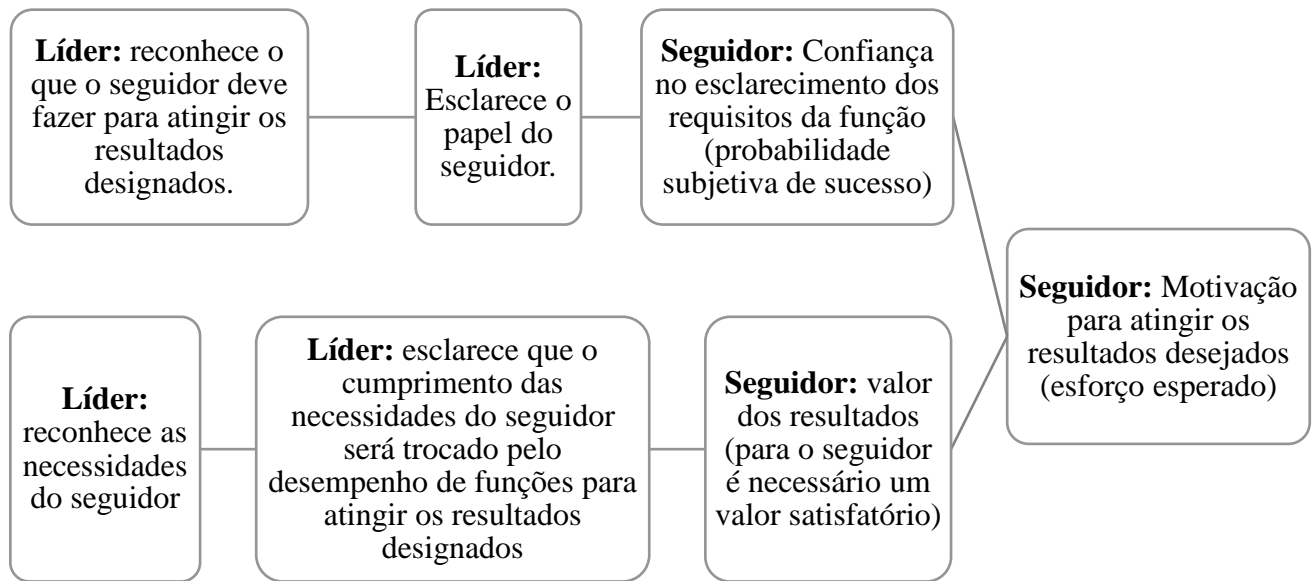 Líder: reconhece o
que o seguidor deve
fazer para atingir os
resultados
designados.
Líder:
Esclarece o
papel do
seguidor.
Seguidor: Confiança
no esclarecimento dos
requisitos da função
(probabilidade
subjetiva de sucesso)
Seguidor: Motivação
para atingir os
resultados desejados
(esforço esperado)
Líder:
reconhece as
necessidades
do seguidor
Líder: esclarece que o
cumprimento das
necessidades do seguidor
será trocado pelo
desempenho de funções para
atingir os resultados
designados
Seguidor: valor
dos resultados
(para o seguidor
é necessário um
valor satisfatório)